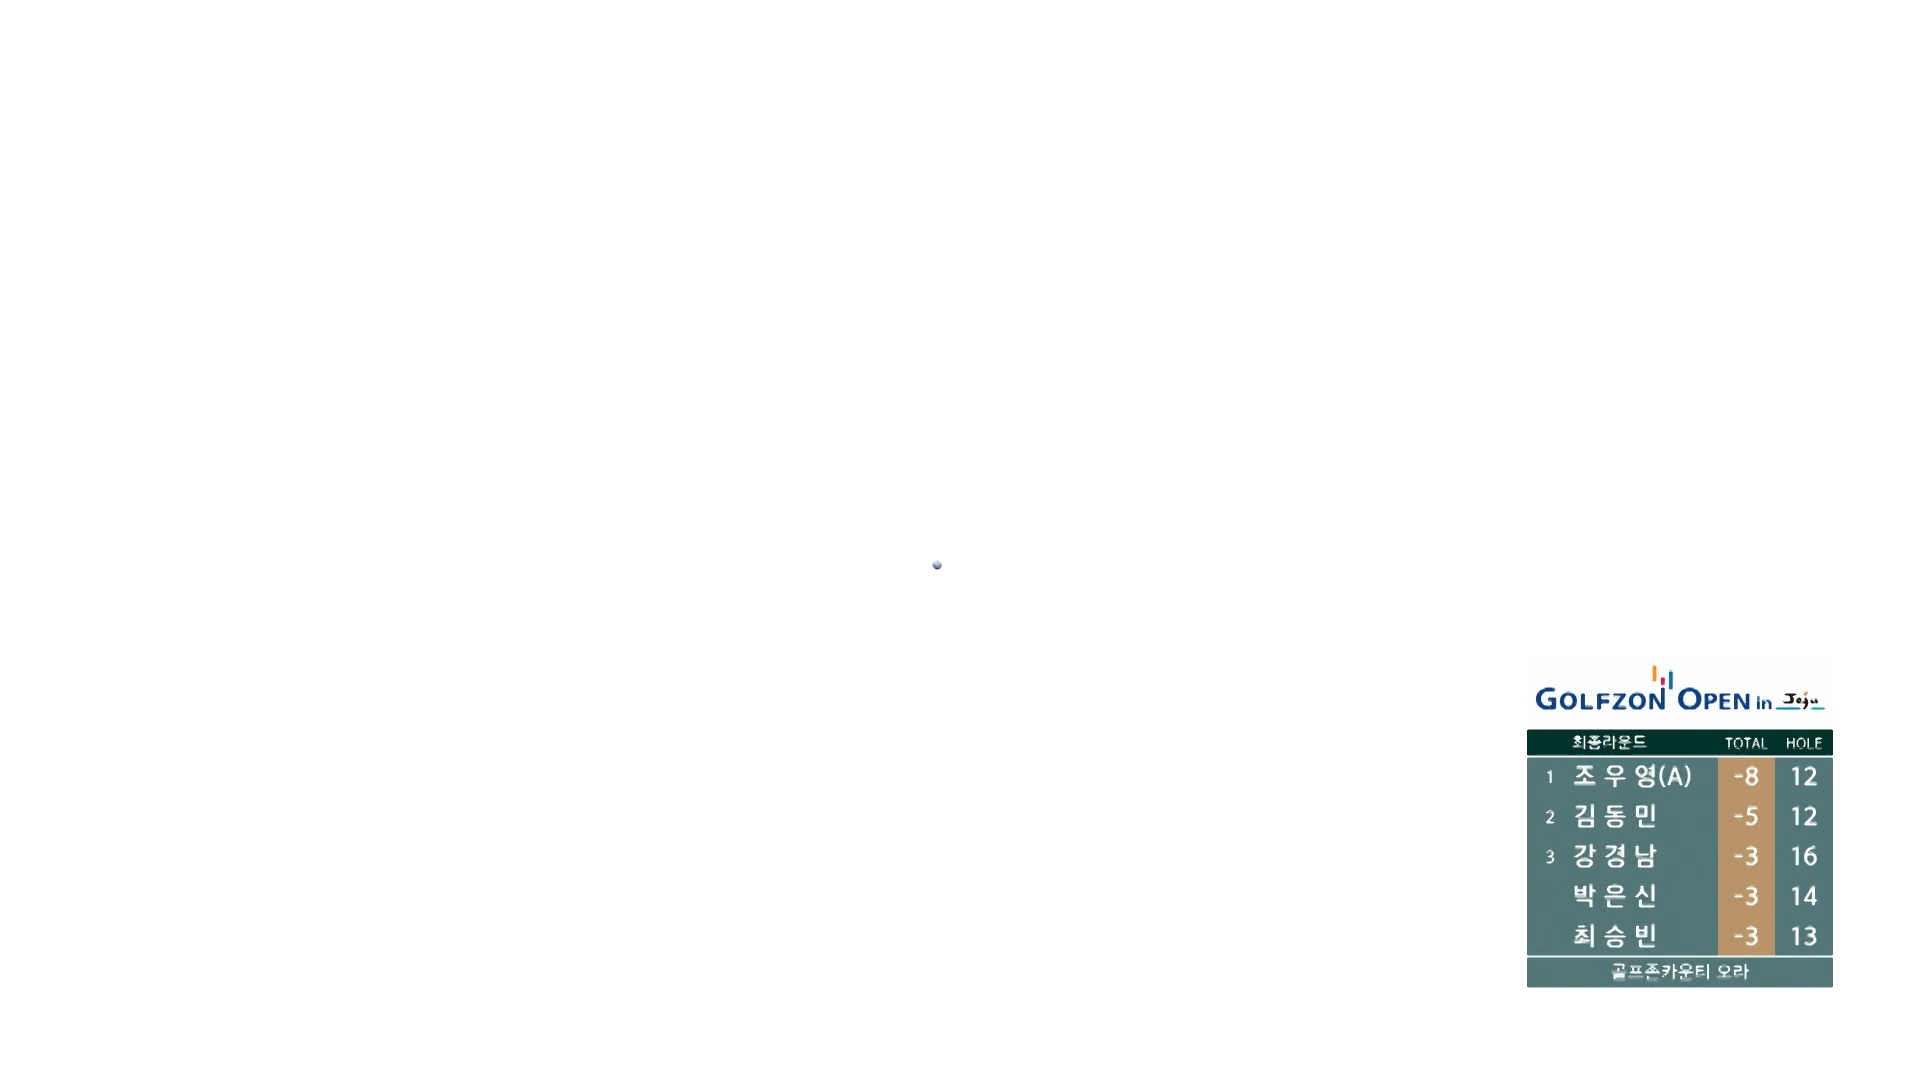 GOLFZON OPEN in Jeju
최종라운드 TOTAL HOLE
1 조우영(A) -8 12
2 김동민 -5 12
3 강경남 -3 16
박은신 -3 14
최승빈 -3 13
골프존카운티 오라